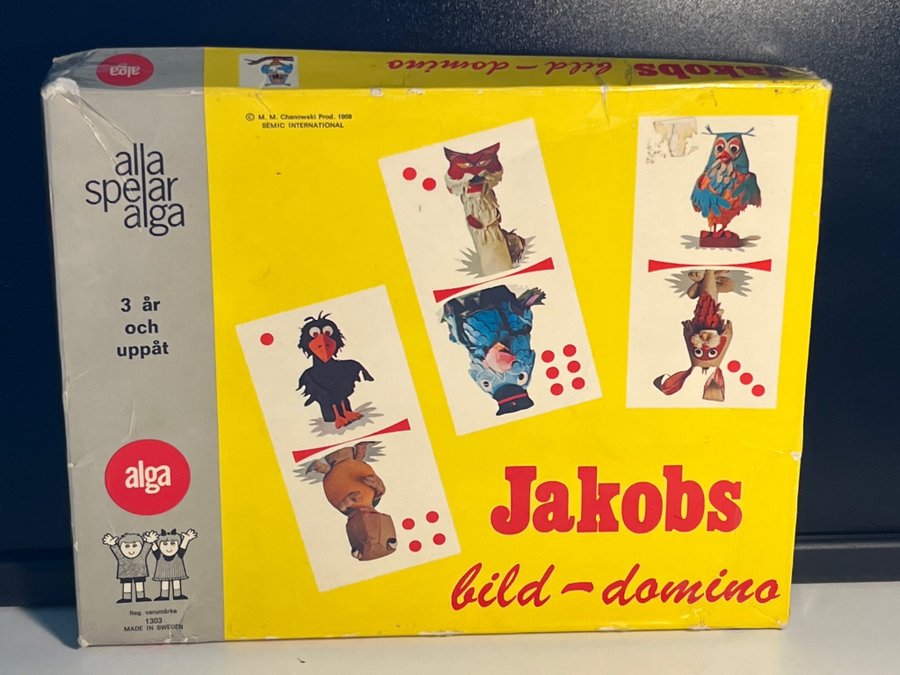 alga
Jakobs bild-domino
© M. M. Chanowski Prod. 1968
SEMIC INTERNATIONAL
alla
spelar
alga
3 år
och
uppåt
alga
Jakobs
bild-domino
Reg. varumärke
1303
MADE IN SWEDEN